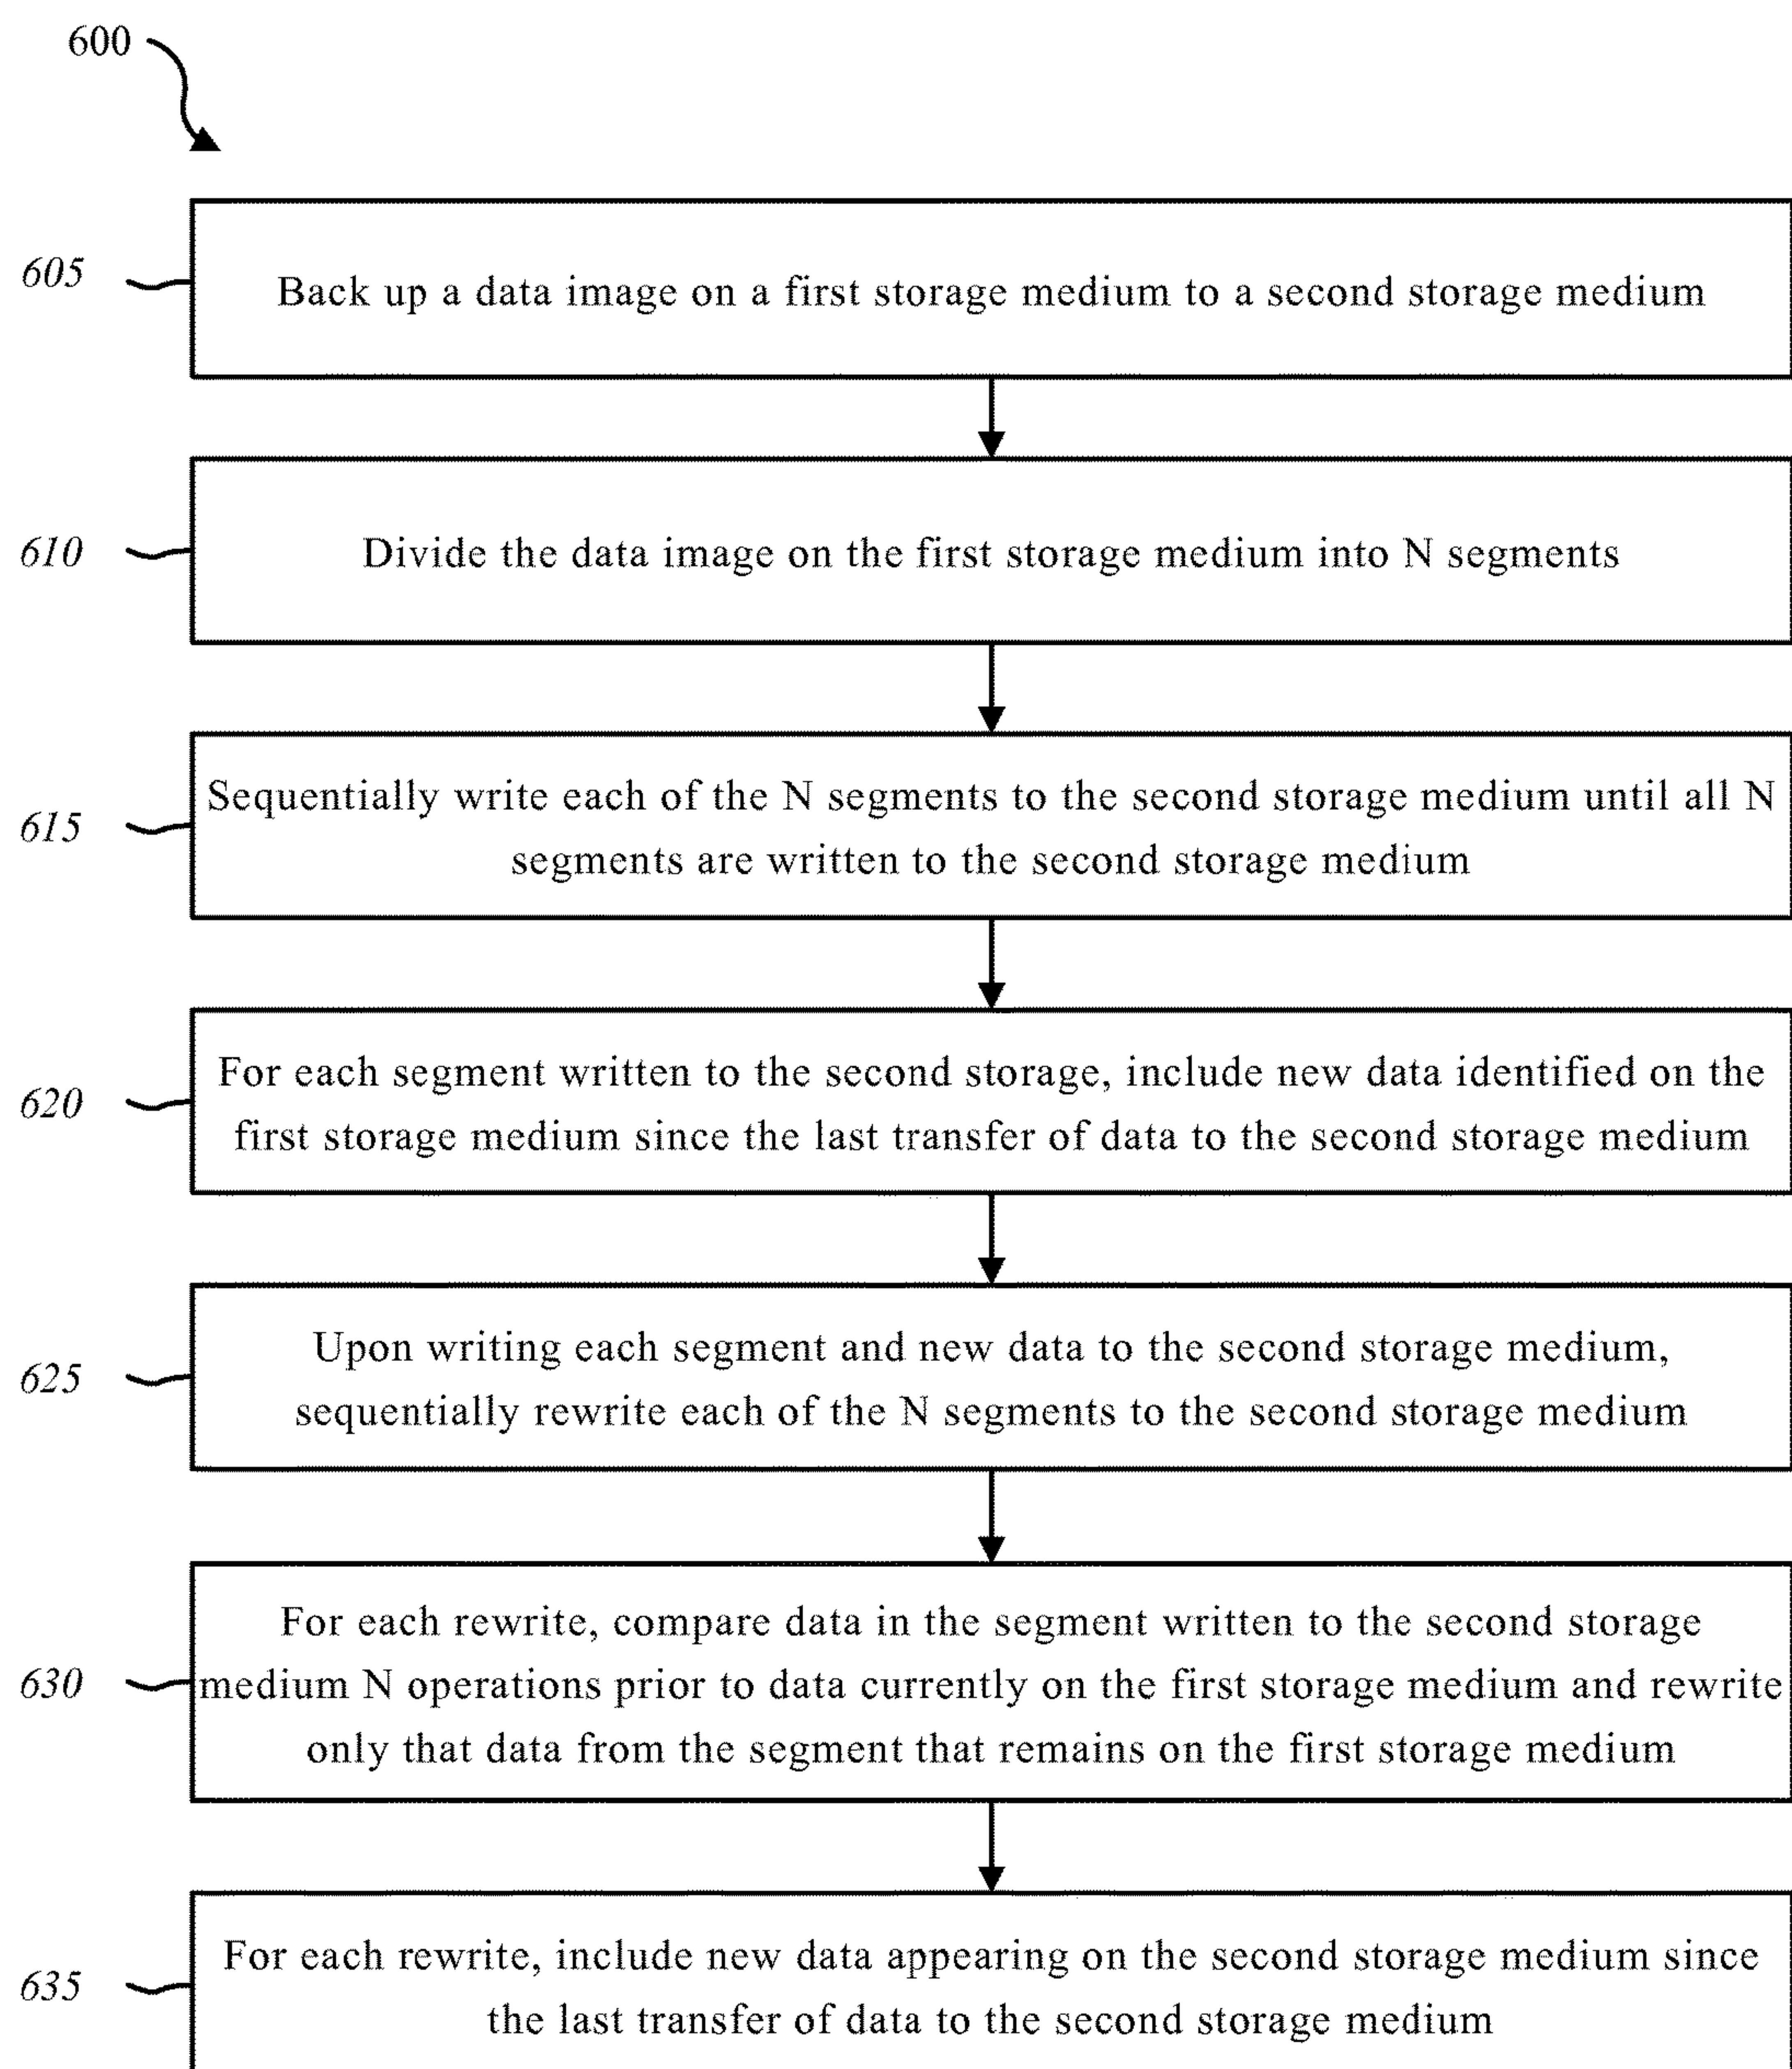 600
605
Back up a data image on a first storage medium to a second storage medium
610
Divide the data image on the first storage medium into N segments
615
Sequentially write each of the N segments to the second storage medium until all N
segments are written to the second storage medium
620
For each segment written to the second storage, include new data identified on the
first storage medium since the last transfer of data to the second storage medium
625
Upon writing each segment and new data to the second storage medium,
sequentially rewrite each of the N segments to the second storage medium
630
For each rewrite, compare data in the segment written to the second storage
medium N operations prior to data currently on the first storage medium and rewrite
only that data from the segment that remains on the first storage medium
635
For each rewrite, include new data appearing on the second storage medium since
the last transfer of data to the second storage medium